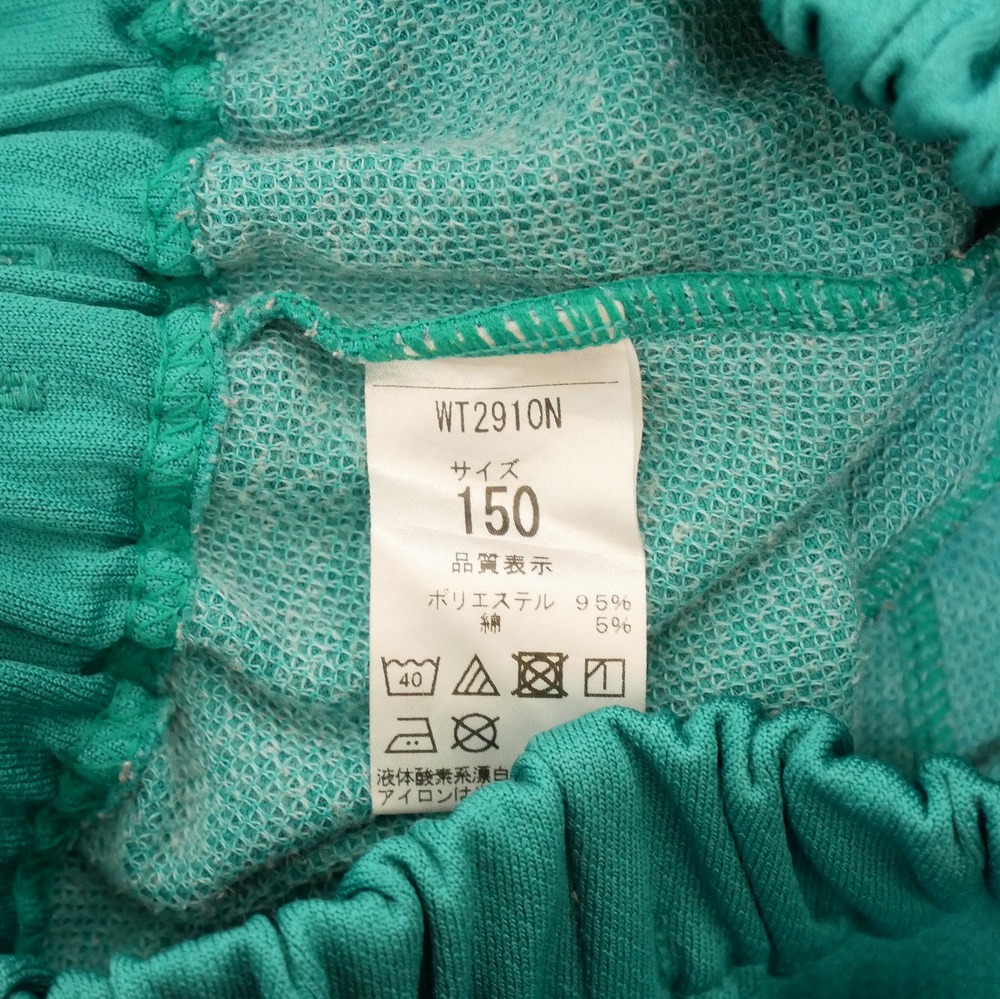 WT2910N
サイズ
150
品質表示
ポリエステル 95%
綿 5%
40
液体酸素系漂白
アイロンは